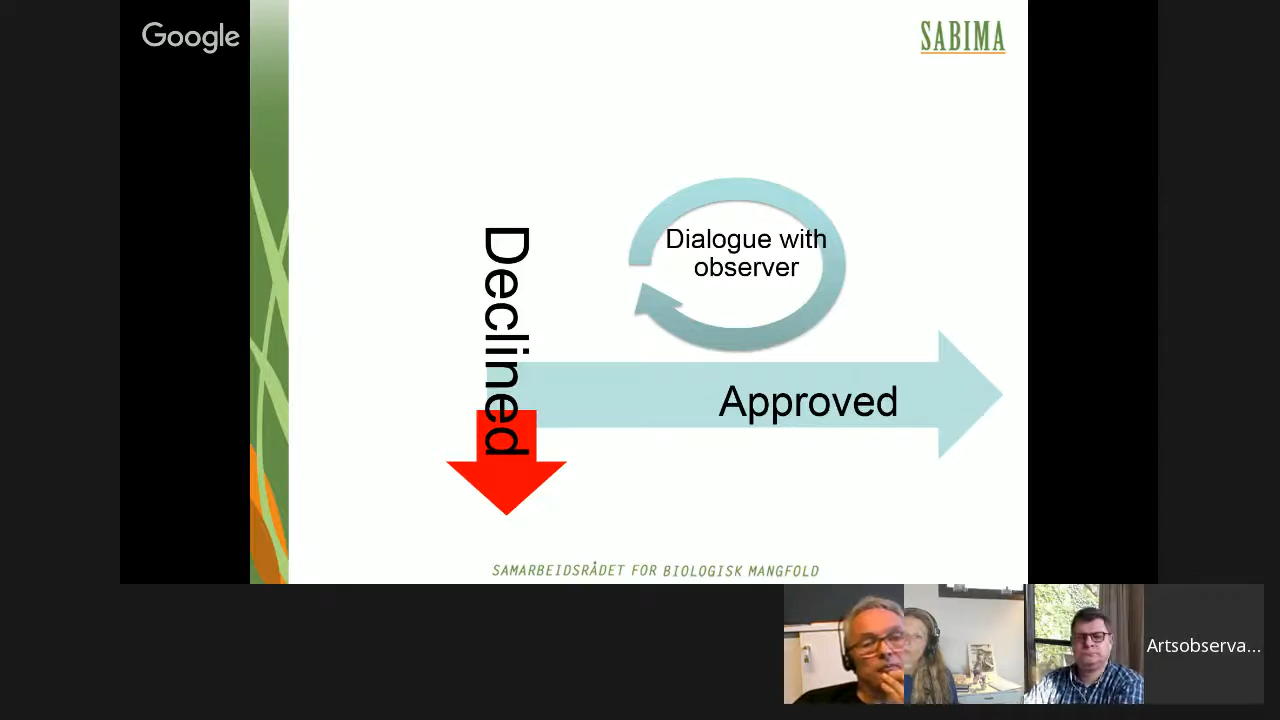 Google
SABIMA
Dialogue with
observer
Declined
Approved
SAMARBEIDSRÅDET FOR BIOLOGISK MANGFOLD
Artsobserva...